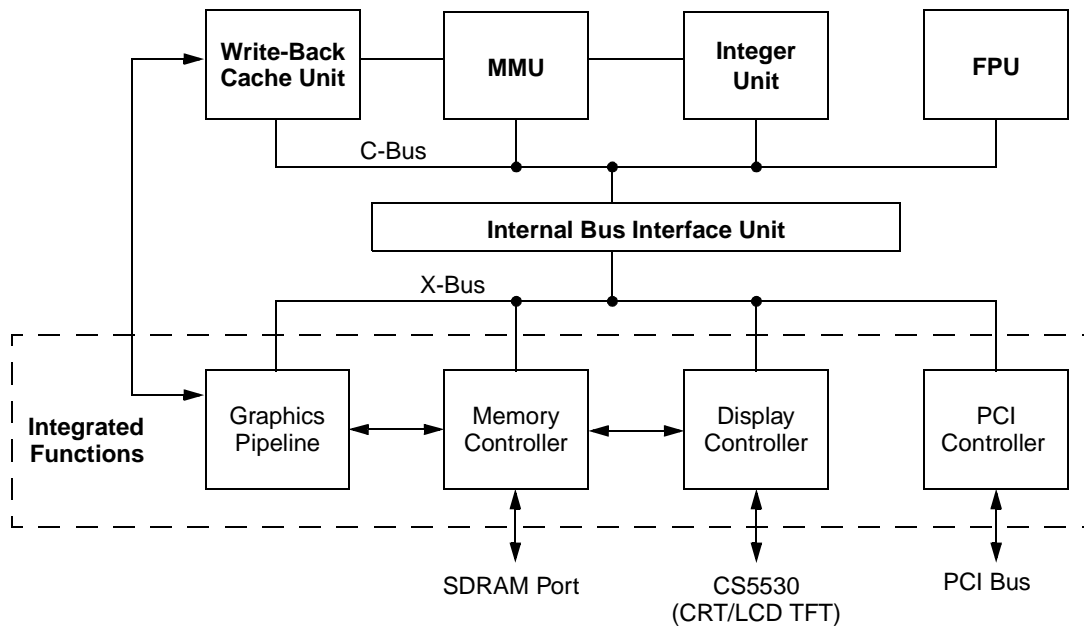 Write-Back
Cache Unit
MMU
Integer
Unit
FPU
C-Bus
Internal Bus Interface Unit
X-Bus
Integrated
Functions
Graphics
Pipeline
Memory
Controller
Display
Controller
PCI
Controller
SDRAM Port
CS5530
(CRT/LCD TFT)
PCI Bus